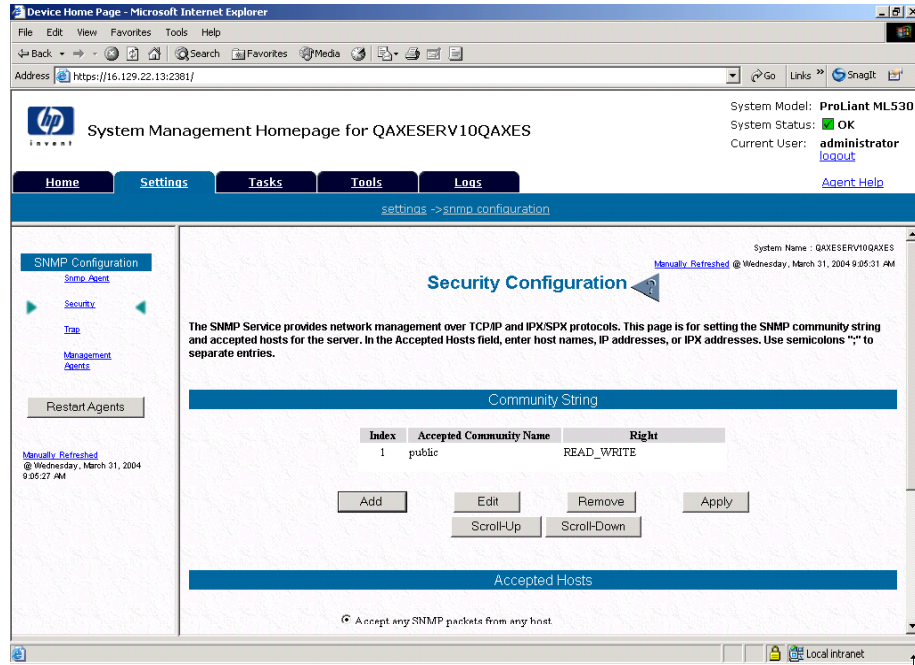 Device Home Page - Microsoft Internet Explorer
File Edit View Favorites Tools Help
Back Search Favorites Media
Address https://16.129.22.13:2381/ Go Links » SnagIt
hp
invent
System Management Homepage for QAXESERV10QAXES
System Model: ProLiant ML530
System Status: OK
Current User: administrator
logout
Home Settings Tasks Tools Logs Agent Help
settings ->snmp configuration
SNMP Configuration
Snmp Agent
Security
Trap
Management
Agents
Restart Agents
Manually Refreshed
@ Wednesday, March 31, 2004
9:05:27 AM
System Name : QAXESERV10QAXES
Manually Refreshed @ Wednesday, March 31, 2004 9:05:31 AM
Security Configuration ?
The SNMP Service provides network management over TCP/IP and IPX/SPX protocols. This page is for setting the SNMP community string
and accepted hosts for the server. In the Accepted Hosts field, enter host names, IP addresses, or IPX addresses. Use semicolons ";" to
separate entries.
Community String
Index Accepted Community Name Right
1 public READ_WRITE
Add Edit Remove Apply
Scroll-Up Scroll-Down
Accepted Hosts
Accept any SNMP packets from any host
Local intranet